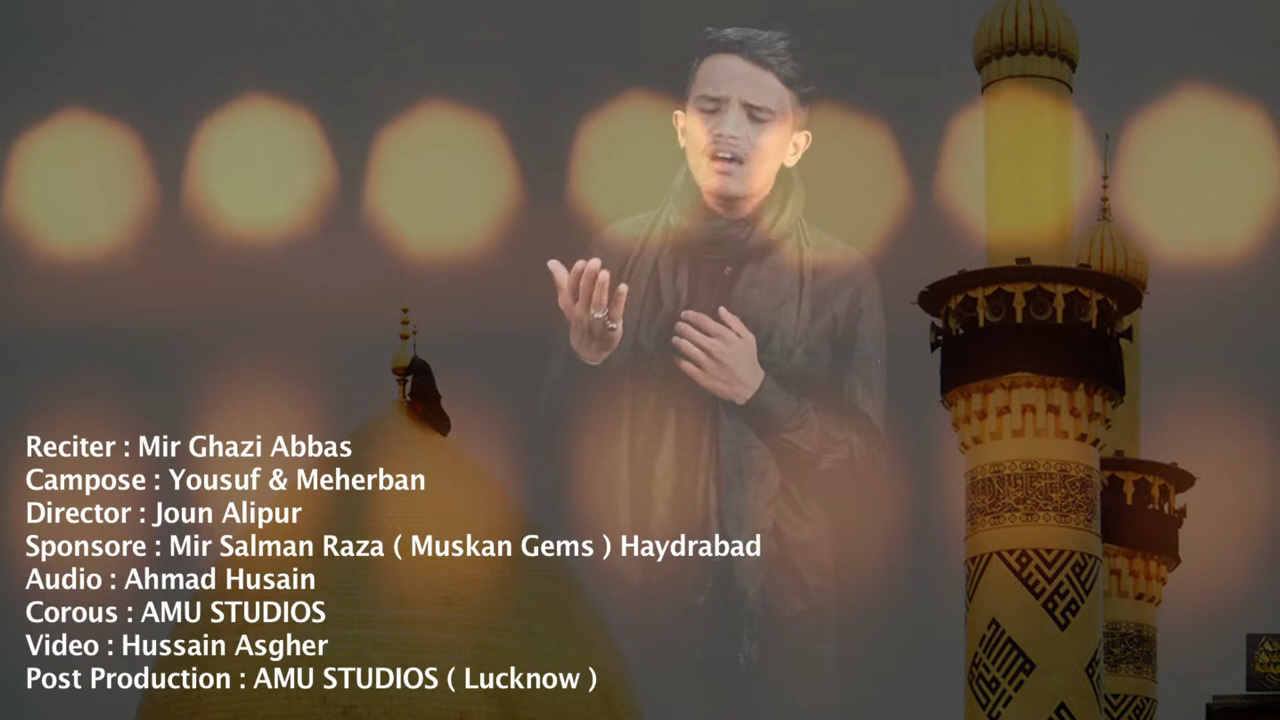 Reciter : Mir Ghazi Abbas
Campose : Yousuf & Meherban
Director : Joun Alipur
Sponsore : Mir Salman Raza ( Muskan Gems ) Haydrabad
Audio : Ahmad Husain
Corous : AMU STUDIOS
Video : Hussain Asgher
Post Production : AMU STUDIOS ( Lucknow )